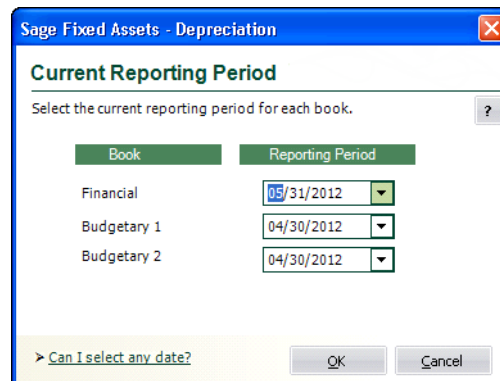 Sage Fixed Assets - Depreciation
Current Reporting Period
Select the current reporting period for each book.
?
Book Reporting Period
Financial 05/31/2012
Budgetary 1 04/30/2012
Budgetary 2 04/30/2012
➤ Can I select any date? OK Cancel